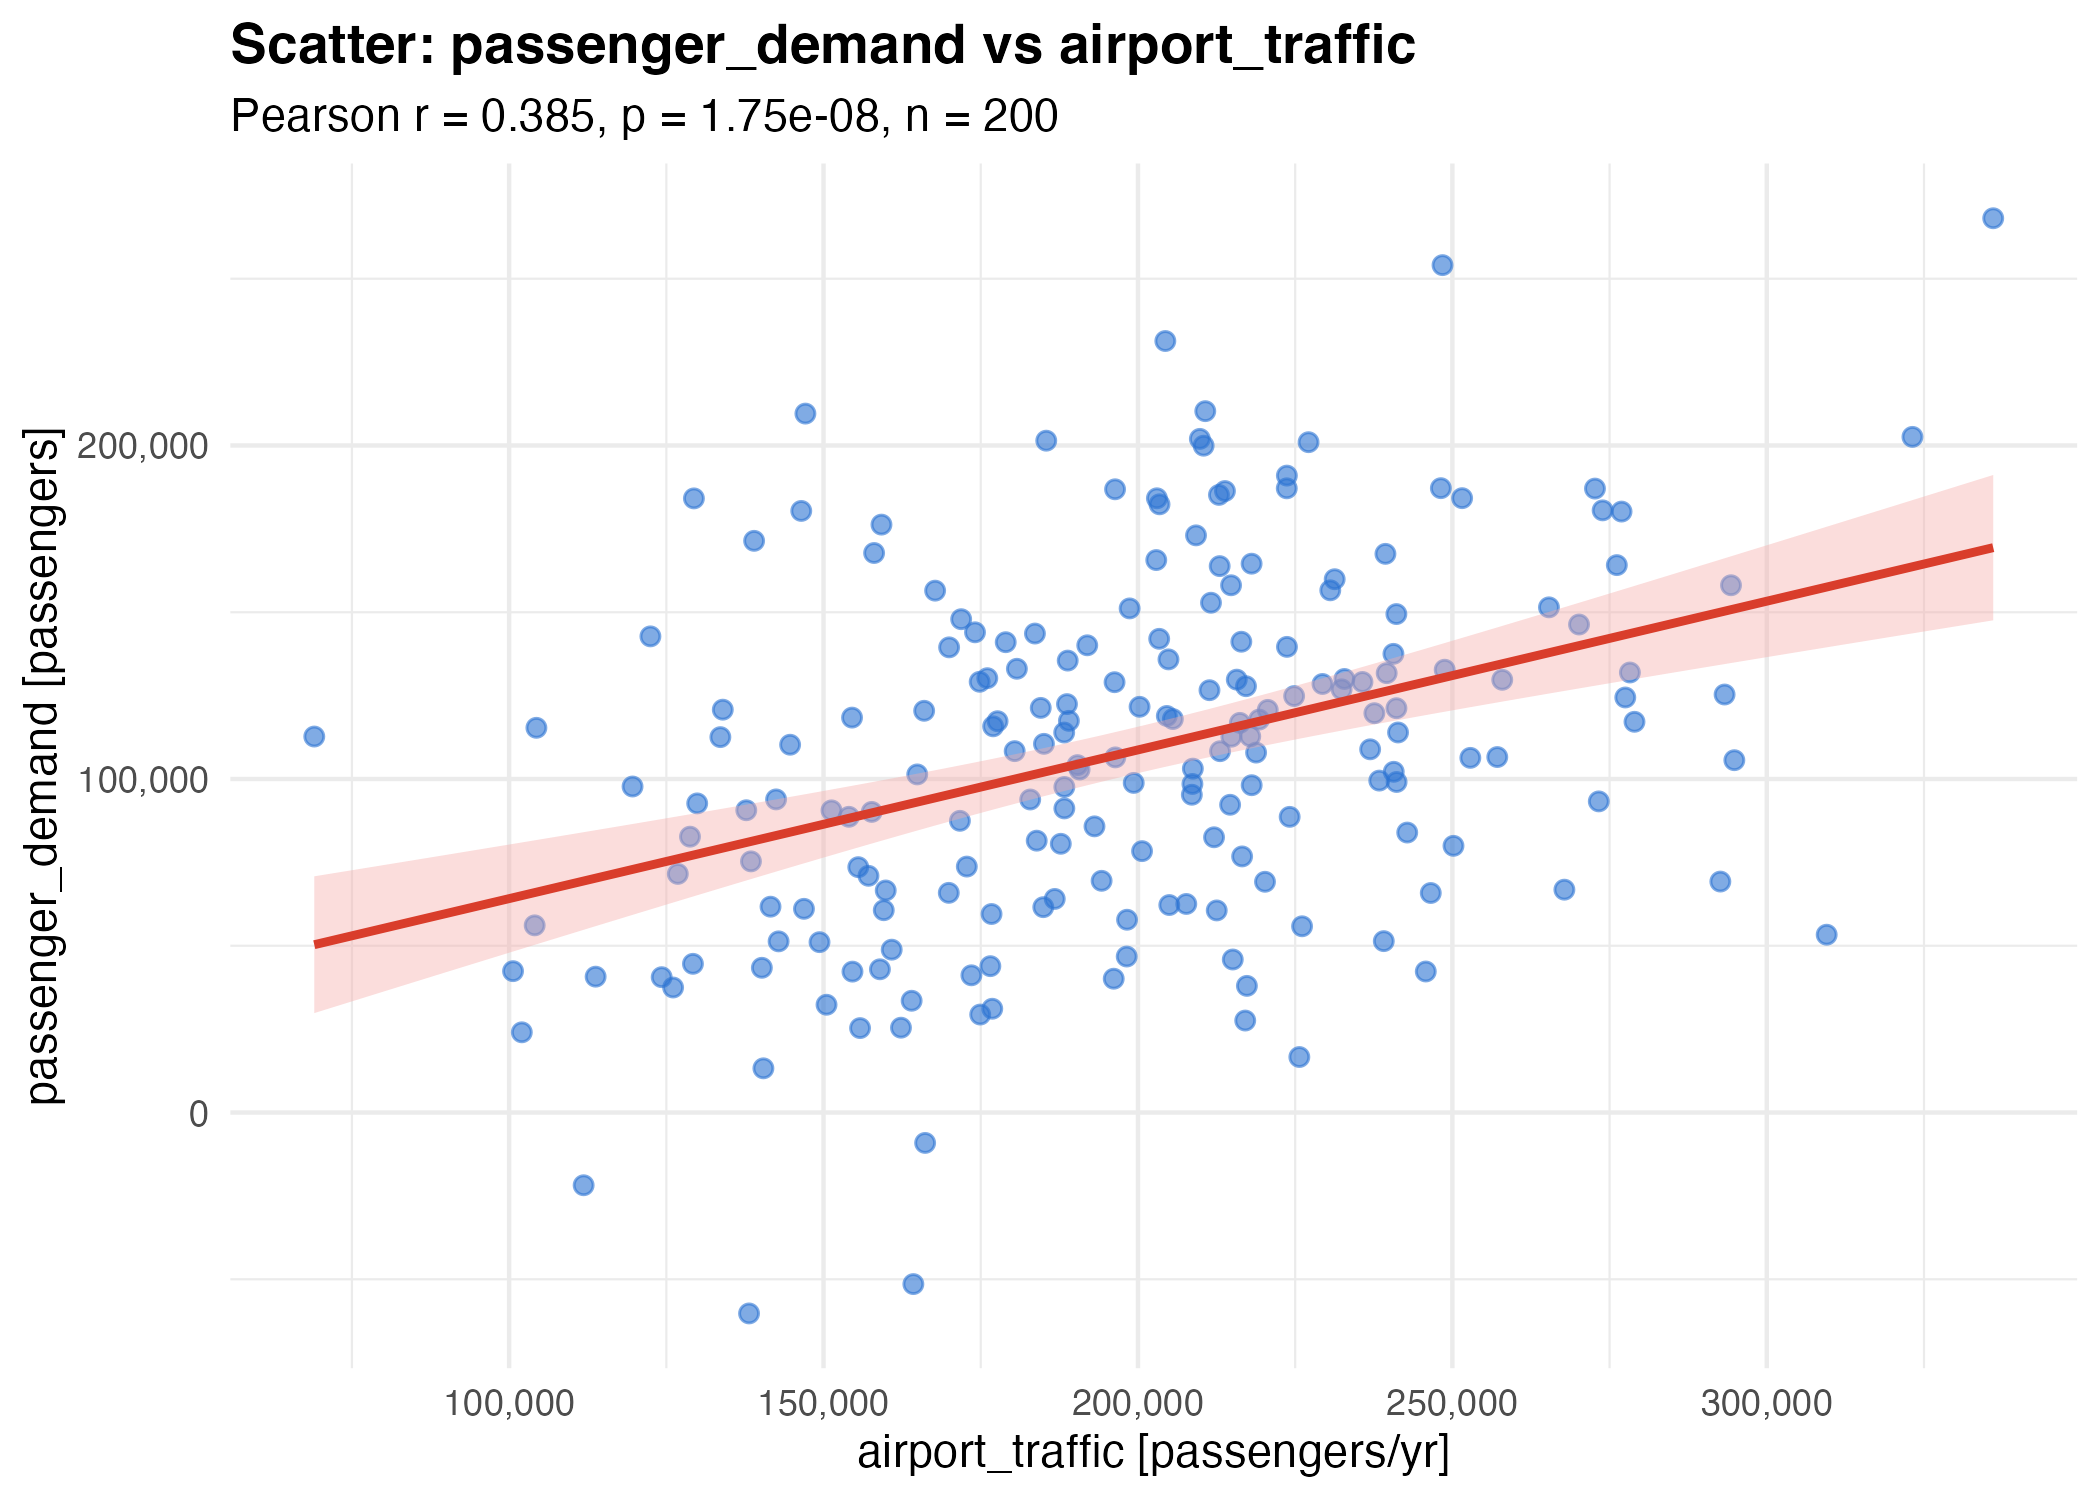 Scatter: passenger_demand vs airport_traffic
Pearson r = 0.385, p = 1.75e-08, n = 200
passenger_demand [passengers]
200,000
100,000
0
100,000
150,000
200,000
250,000
300,000
airport_traffic [passengers/yr]